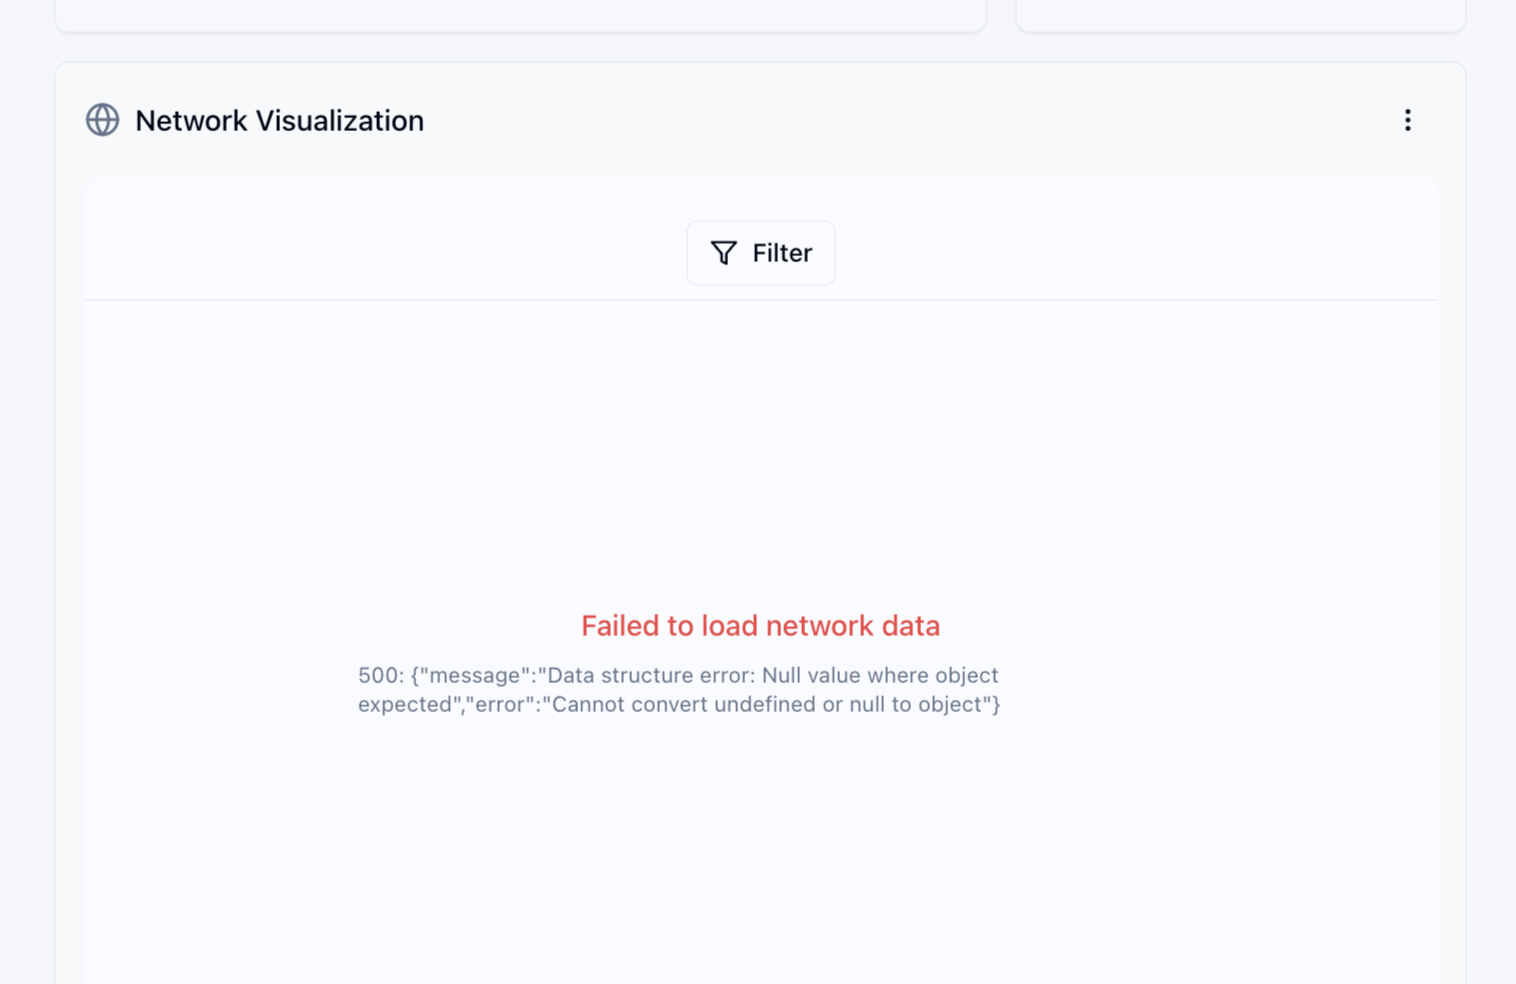 Network Visualization
Filter
Failed to load network data
500: {"message":"Data structure error: Null value where object
expected","error":"Cannot convert undefined or null to object"}